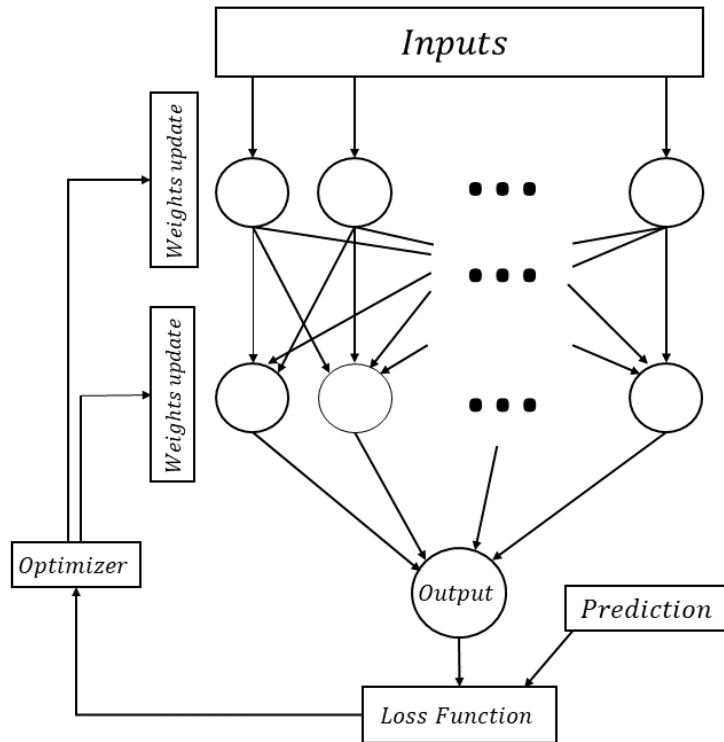 Inputs
Weights update
Weights update
Optimizer
Output
Prediction
Loss Function